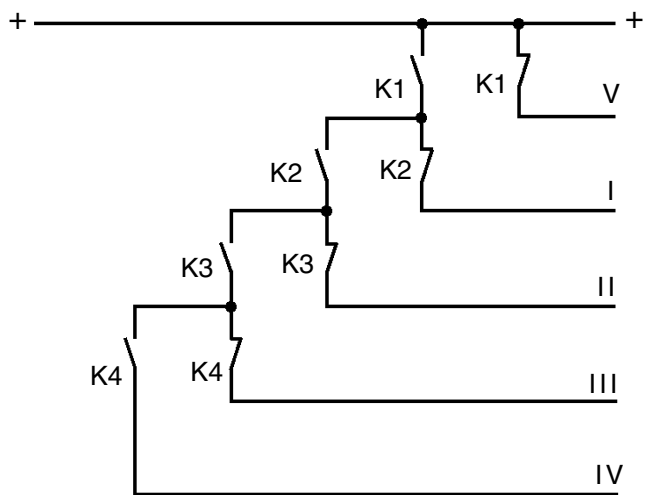 + +
K1 K1 V
K2 K2 I
K3 K3 II
K4 K4 III
IV